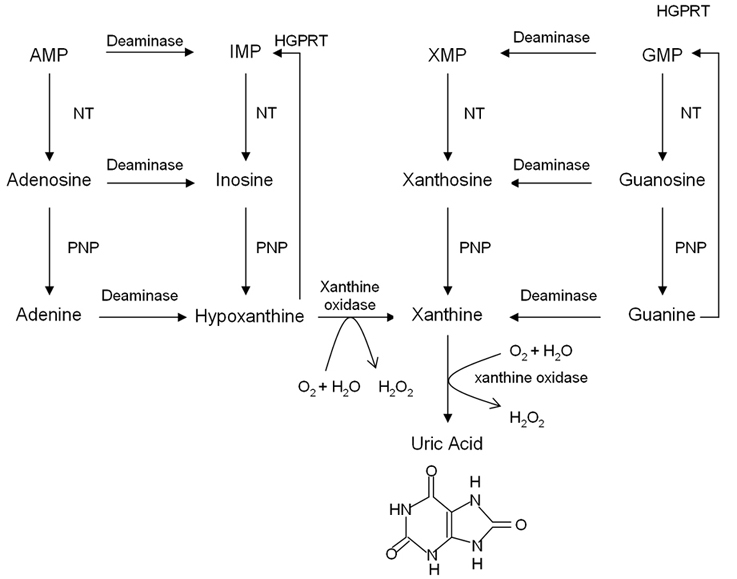 HGPRT
AMP Deaminase IMP HGPRT XMP Deaminase GMP
NT NT NT NT
Adenosine Deaminase Inosine Xanthosine Deaminase Guanosine
PNP PNP PNP PNP
Adenine Deaminase Hypoxanthine Xanthine
oxidase Xanthine Deaminase Guanine
O₂ + H₂O
xanthine oxidase
O₂ + H₂O H₂O₂
H₂O₂
Uric Acid
O
H
N
HN
O
O
N
H
N
H